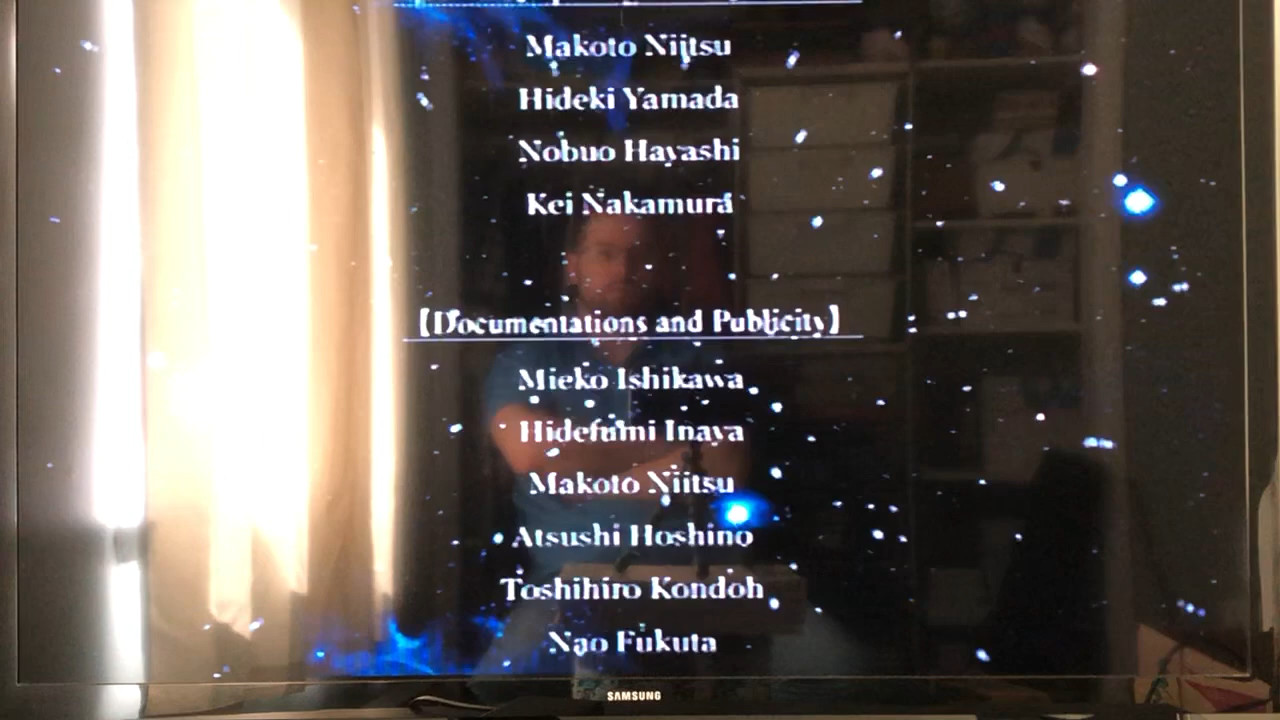 Makoto Niitsu
Hideki Yamada
Nobuo Hayashi
Kei Nakamura
【Documentations and Publicity】
Mieko Ishikawa
Hidefumi Inaya
Makoto Niitsu
Atsushi Hoshino
Toshihiro Kondoh
Nao Fukuta
SAMSUNG